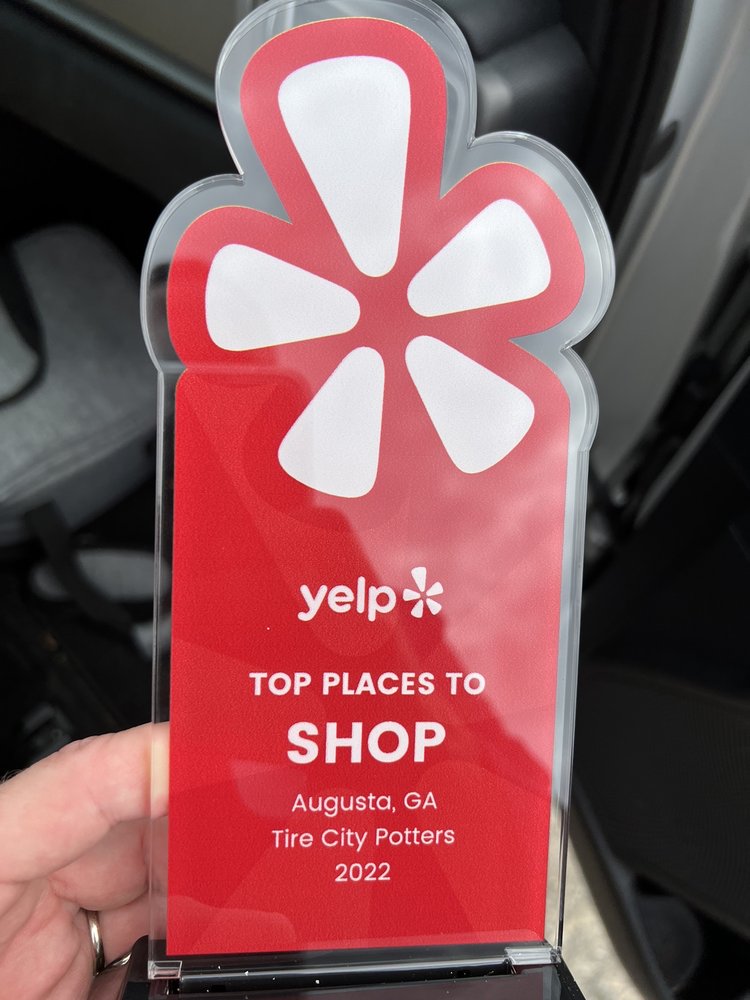 yelp
TOP PLACES TO
SHOP
Augusta, GA
Tire City Potters
2022